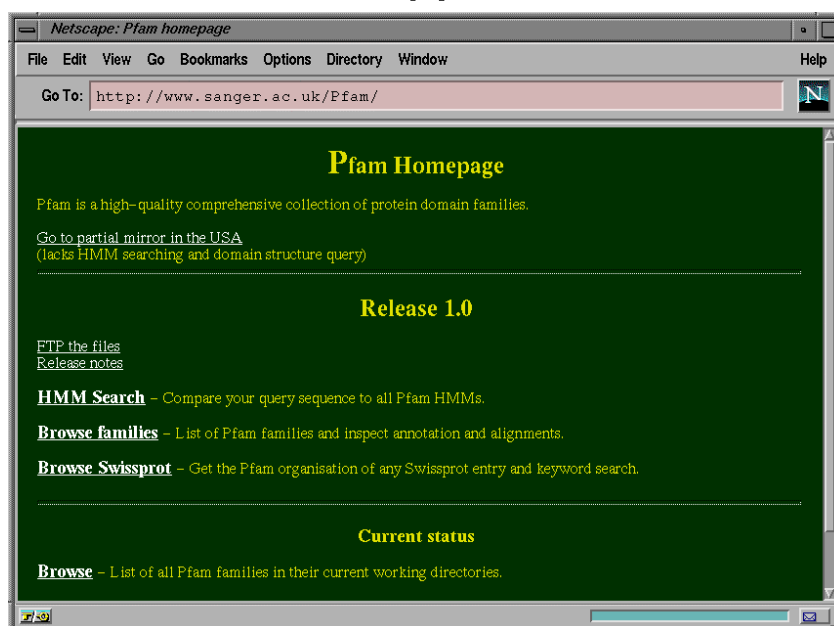 Netscape: Pfam homepage
File Edit View Go Bookmarks Options Directory Window Help
Go To: http://www.sanger.ac.uk/Pfam/
N
Pfam Homepage
Pfam is a high-quality comprehensive collection of protein domain families.
Go to partial mirror in the USA
(lacks HMM searching and domain structure query)
Release 1.0
FTP the files
Release notes
HMM Search - Compare your query sequence to all Pfam HMMs.
Browse families - List of Pfam families and inspect annotation and alignments.
Browse Swissprot - Get the Pfam organisation of any Swissprot entry and keyword search.
Current status
Browse - List of all Pfam families in their current working directories.